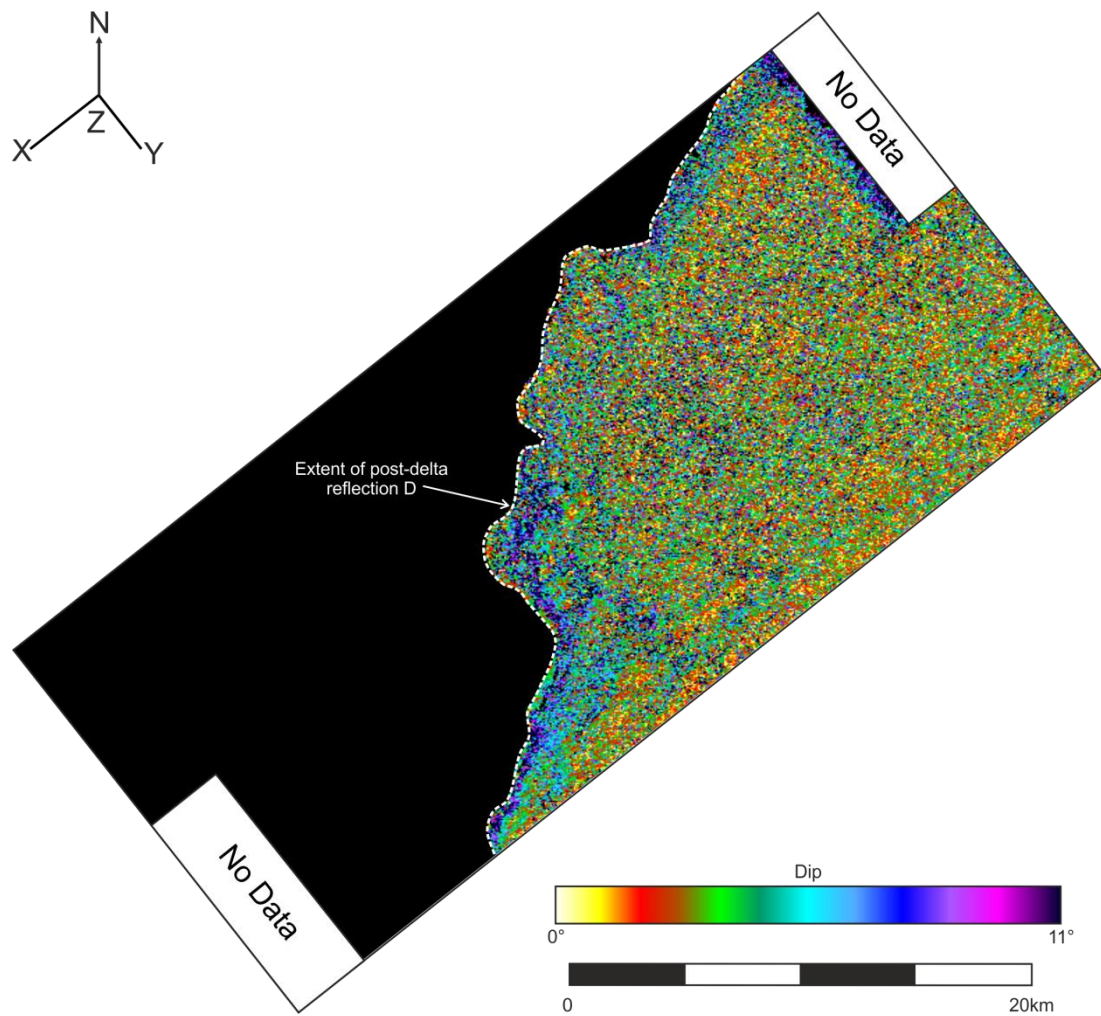 N
X
Z
Y
No Data
Extent of post-delta
reflection D
No Data
Dip
0°
11°
0
20km